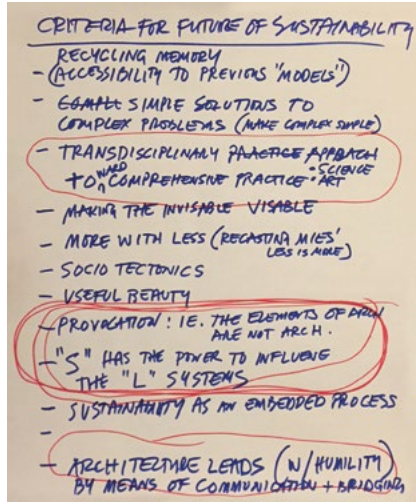 CRITERIA FOR FUTURE OF SUSTAINABILITY
RECYCLING MEMORY
- (ACCESSIBILITY TO PREVIOUS "MODELS")
- COMPL SIMPLE SOLUTIONS TO
COMPLEX PROBLEMS (MAKE COMPLEX SIMPLE)
- TRANSDISCIPLINARY PRACTICE APPROACH
TOWARD COMPREHENSIVE PRACTICE • SCIENCE
• ART
- MAKING THE INVISABLE VISABLE
- MORE WITH LESS (RECASTING MIES'
LESS IS MORE)
- SOCIO TECTONICS
- USEFUL BEAUTY
- PROVOCATION: IE. THE ELEMENTS OF ARCH
ARE NOT ARCH.
- "S" HAS THE POWER TO INFLUENCE
THE "L" SYSTEMS
- SUSTAINABILITY AS AN EMBEDDED PROCESS
-
- ARCHITECTURE LEADS (W/HUMILITY)
BY MEANS OF COMMUNICATION + BRIDGING